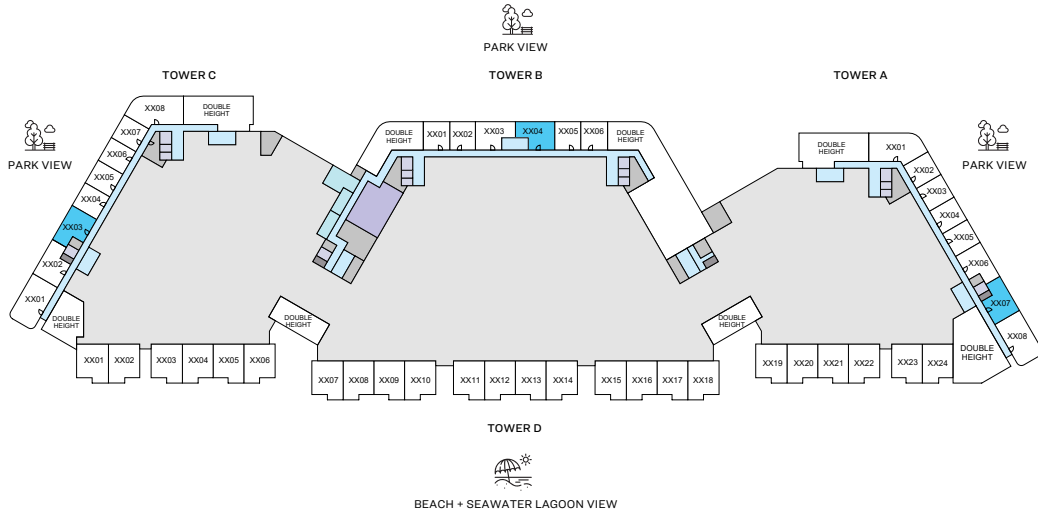 PARK VIEW
TOWER C
TOWER B
TOWER A
PARK VIEW
PARK VIEW
XX08
DOUBLE
HEIGHT
XX07
XX06
XX05
XX04
XX03
XX02
XX01
DOUBLE
HEIGHT
DOUBLE
HEIGHT
XX01
XX02
XX03
XX04
XX05
XX06
DOUBLE
HEIGHT
DOUBLE
HEIGHT
XX01
XX02
XX03
XX04
XX05
XX06
XX07
XX08
DOUBLE
HEIGHT
DOUBLE
HEIGHT
DOUBLE
HEIGHT
XX01
XX02
XX03
XX04
XX05
XX06
XX07
XX08
XX09
XX10
XX11
XX12
XX13
XX14
XX15
XX16
XX17
XX18
XX19
XX20
XX21
XX22
XX23
XX24
TOWER D
BEACH + SEAWATER LAGOON VIEW